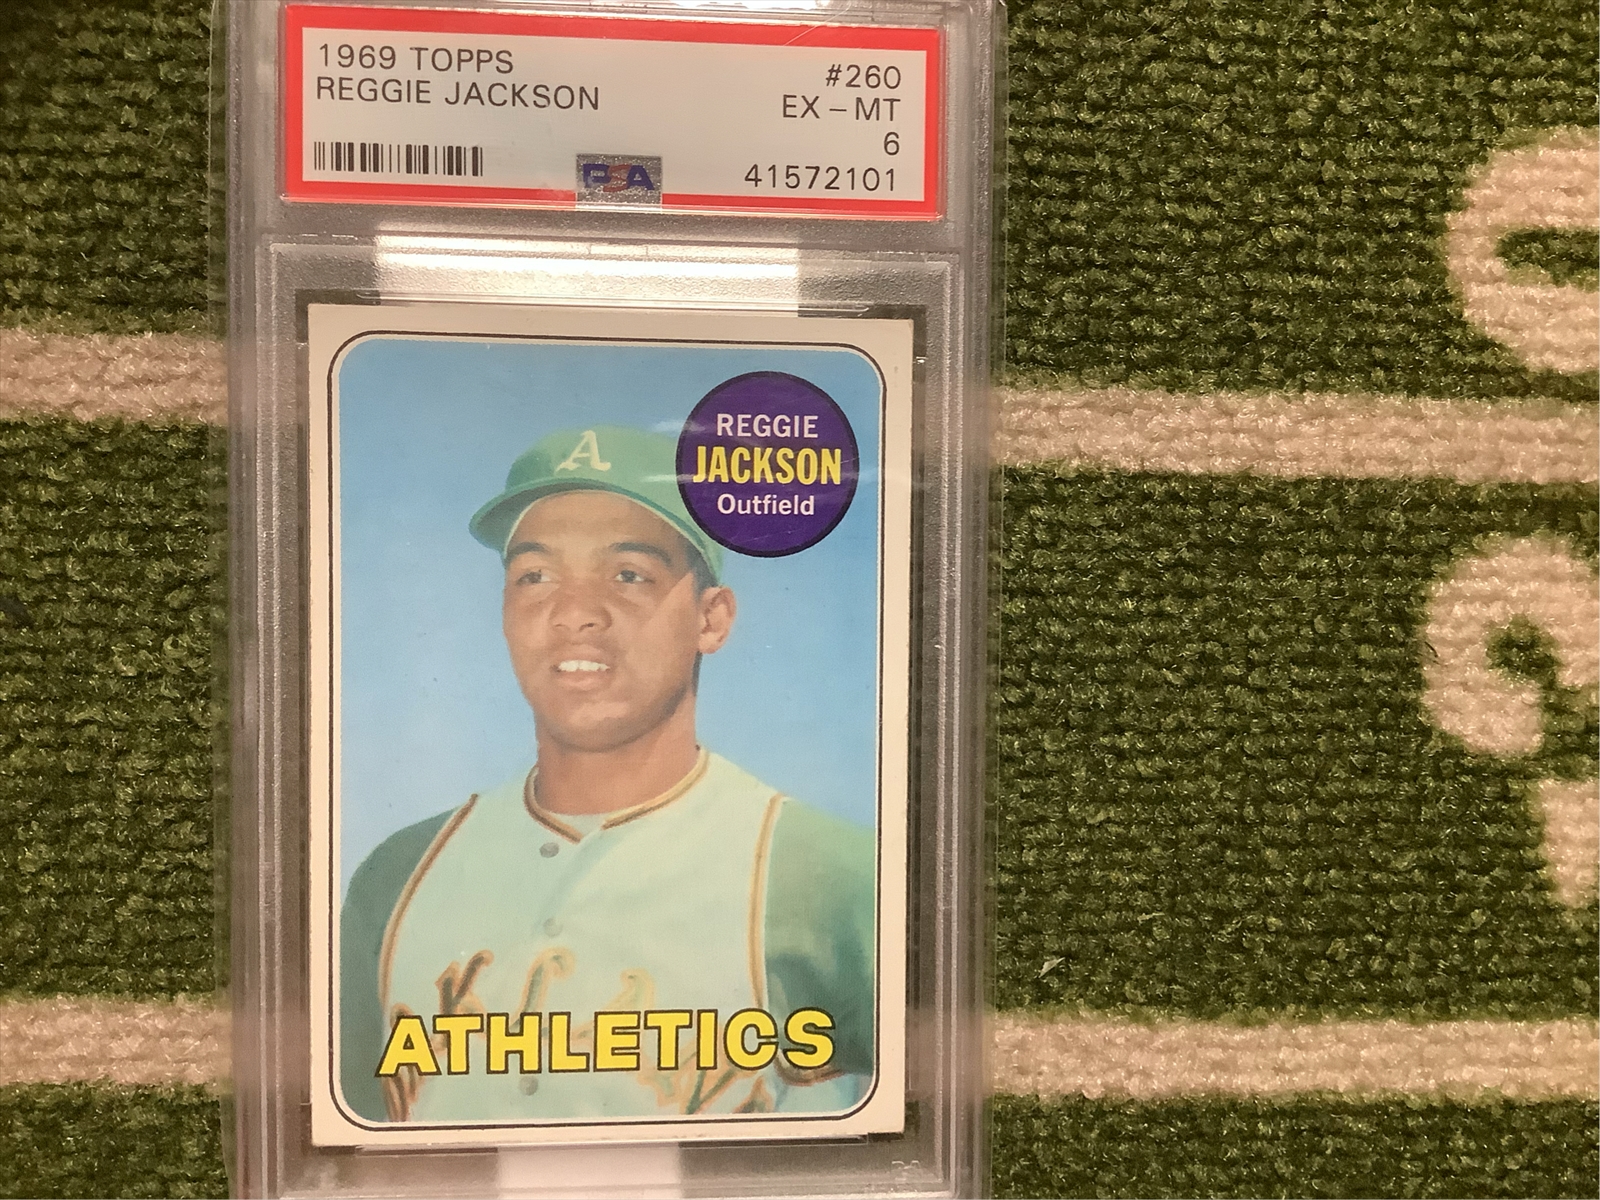 1969 TOPPS
REGGIE JACKSON
#260
EX - MT
6
PSA
41572101
A
REGGIE
JACKSON
Outfield
ATHLETICS